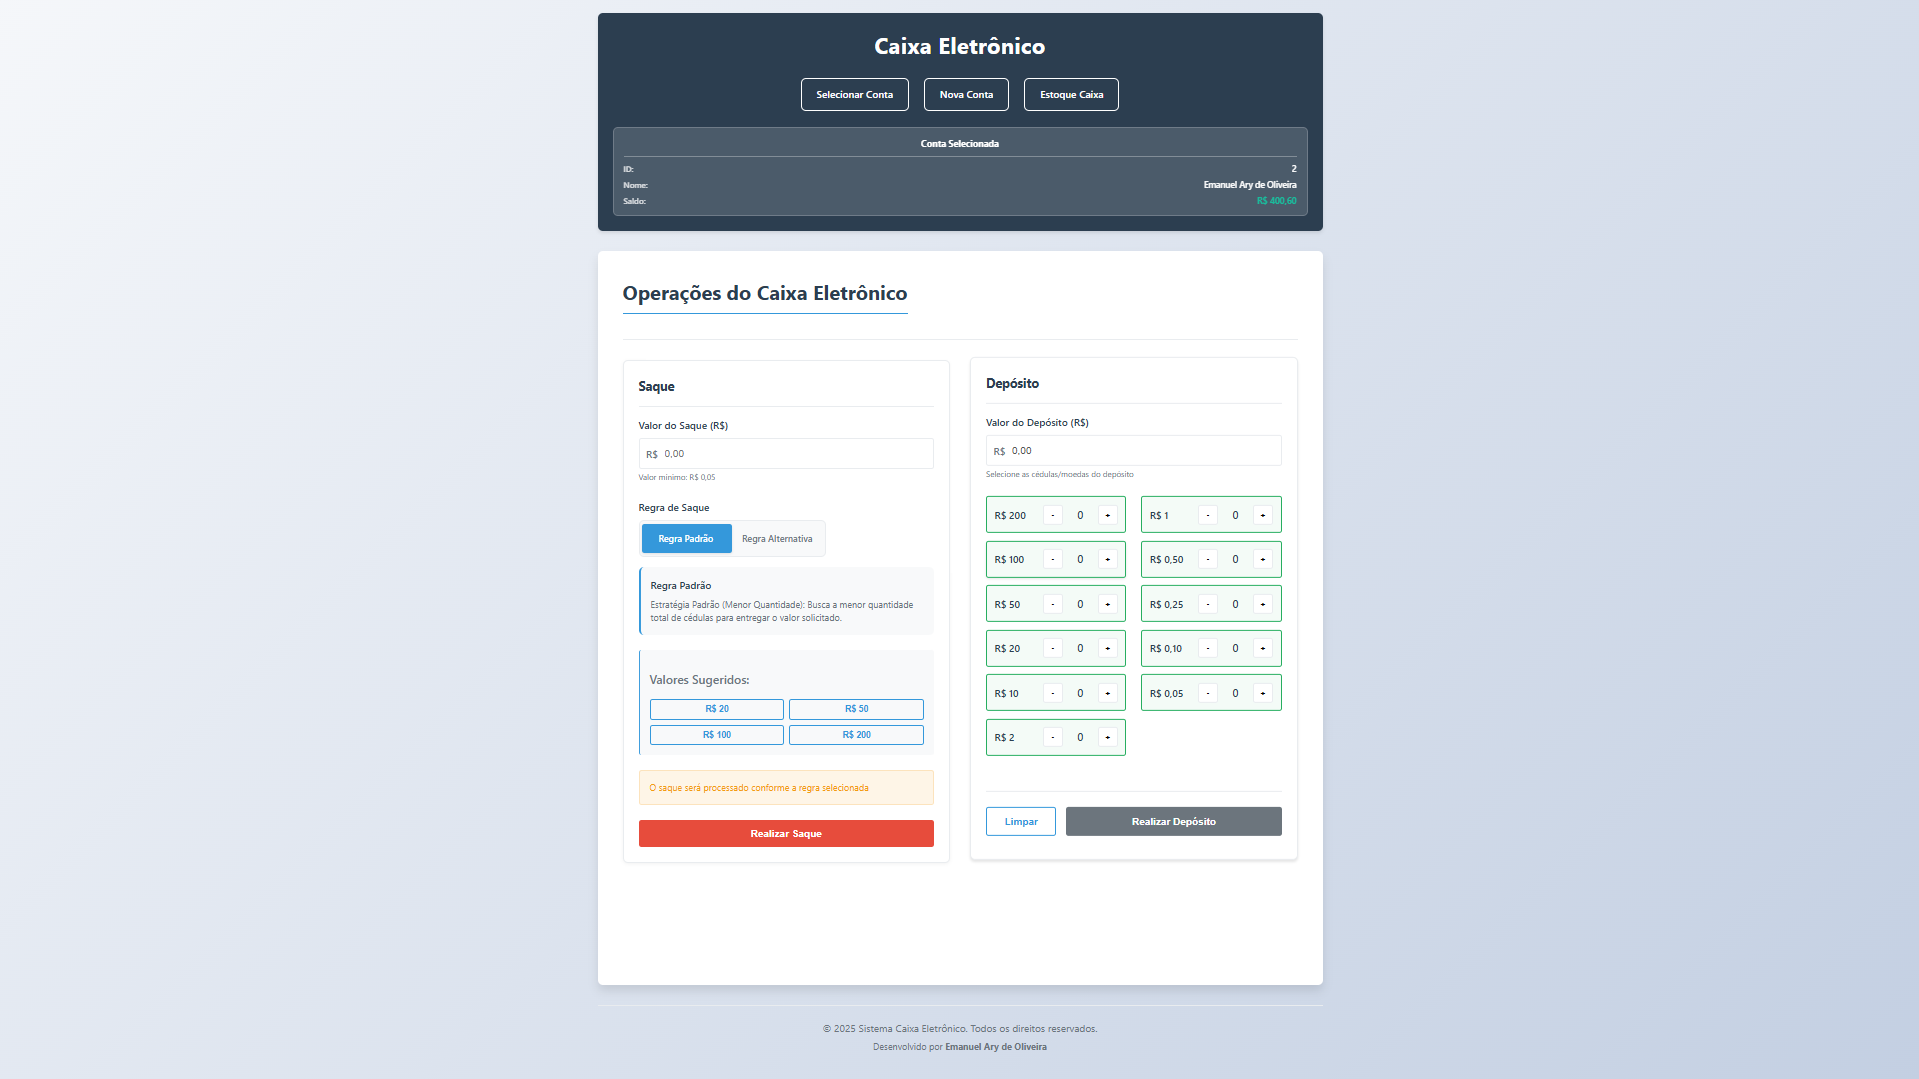 Caixa Eletrônico
Selecionar Conta
Nova Conta
Estoque Caixa
Conta Selecionada
ID: 2
Nome: Emanuel Ary de Oliveira
Saldo: R$ 400,60
Operações do Caixa Eletrônico
Saque
Valor do Saque (R$)
R$ 0,00
Valor mínimo: R$ 0,05
Regra de Saque
Regra Padrão
Regra Alternativa
Regra Padrão
Estratégia Padrão (Menor Quantidade): Busca a menor quantidade
total de cédulas para entregar o valor solicitado.
Valores Sugeridos:
R$ 20
R$ 50
R$ 100
R$ 200
O saque será processado conforme a regra selecionada
Realizar Saque
Depósito
Valor do Depósito (R$)
R$ 0,00
Selecione as cédulas/moedas do depósito
R$ 200 - 0 +
R$ 1 - 0 +
R$ 100 - 0 +
R$ 0,50 - 0 +
R$ 50 - 0 +
R$ 0,25 - 0 +
R$ 20 - 0 +
R$ 0,10 - 0 +
R$ 10 - 0 +
R$ 0,05 - 0 +
R$ 2 - 0 +
Limpar
Realizar Depósito
© 2025 Sistema Caixa Eletrônico. Todos os direitos reservados.
Desenvolvido por Emanuel Ary de Oliveira